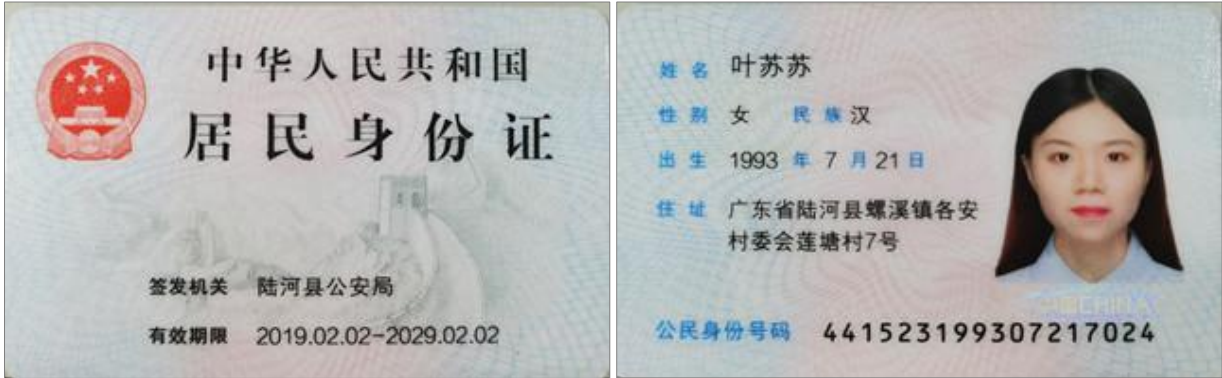 中华人民共和国
居民身份证
签发机关 陆河县公安局
有效期限 2019.02.02-2029.02.02
姓名 叶苏苏
性别 女 民族 汉
出生 1993 年 7 月 21 日
住址 广东省陆河县螺溪镇各安
村委会莲塘村7号
公民身份号码 441523199307217024